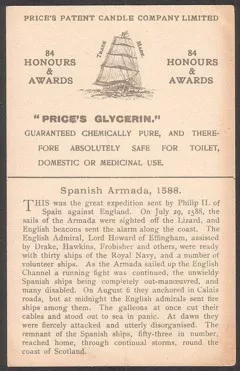 PRICE'S PATENT CANDLE COMPANY LIMITED
TRADE MARK.
84
HONOURS
&
AWARDS
84
HONOURS
&
AWARDS
"PRICE'S GLYCERIN."
GUARANTEED CHEMICALLY PURE, AND THERE-
FORE ABSOLUTELY SAFE FOR TOILET,
DOMESTIC OR MEDICINAL USE.
Spanish Armada, 1588.
THIS was the great expedition sent by Philip II. of
Spain against England. On July 29, 1588, the
sails of the Armada were sighted off the Lizard, and
English beacons sent the alarm along the coast. The
English Admiral, Lord Howard of Effingham, assisted
by Drake, Hawkins, Frobisher and others, were ready
with thirty ships of the Royal Navy, and a number of
volunteer ships. As the Armada sailed up the English
Channel a running fight was continued, the unwieldy
Spanish ships being completely out-manœuvred, and
many disabled. On August 6 they anchored in Calais
roads, but at midnight the English admirals sent fire
ships among them. The galleons at once cut their
cables and stood out to sea in panic. At dawn they
were fiercely attacked and utterly disorganised. The
remnant of the Spanish ships, fifty-three in number,
reached home, through continual storms, round the
coast of Scotland.